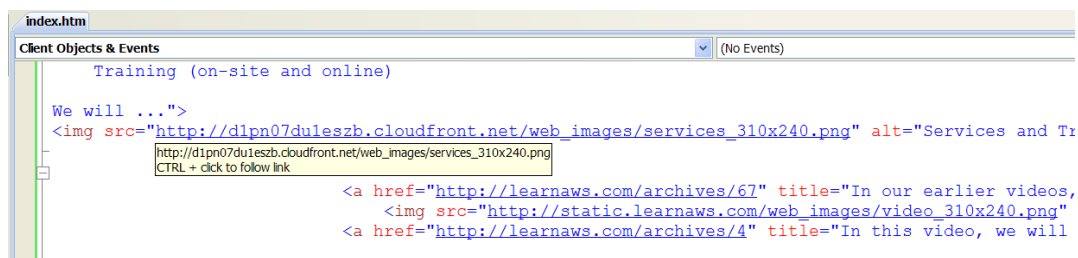 index.htm
Client Objects & Events (No Events)
Training (on-site and online)
We will ...">
<img src="http://d1pn07du1eszb.cloudfront.net/web_images/services_310x240.png" alt="Services and Tr
http://d1pn07du1eszb.cloudfront.net/web_images/services_310x240.png
CTRL + click to follow link
<a href="http://learnaws.com/archives/67" title="In our earlier videos,
<img src="http://static.learnaws.com/web_images/video_310x240.png"
<a href="http://learnaws.com/archives/4" title="In this video, we will